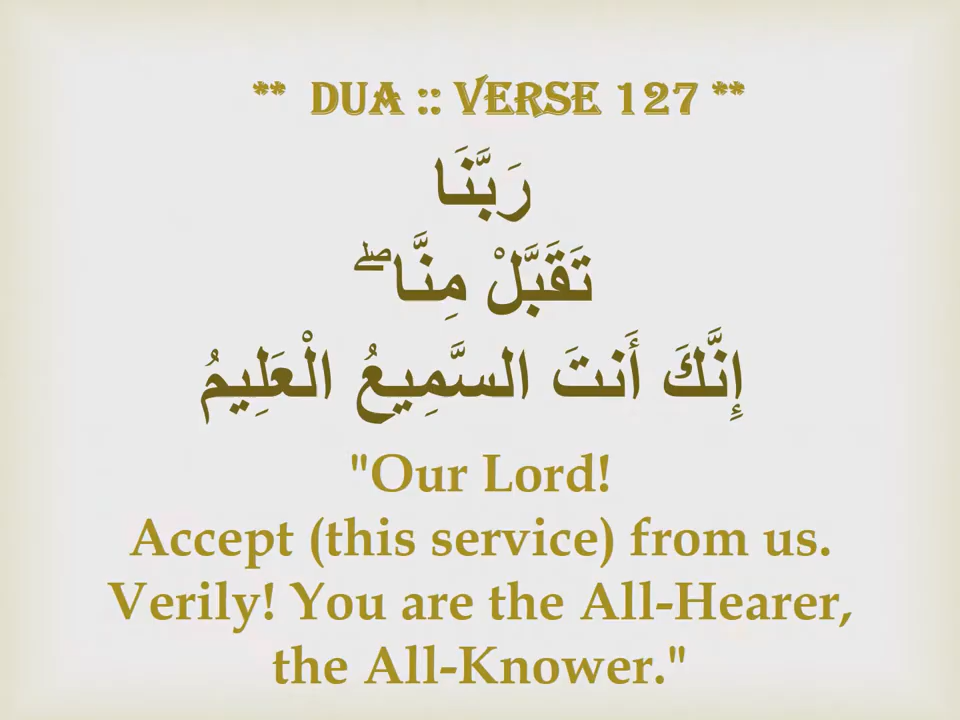 ** DUA :: VERSE 127 **
رَبَّنَا
تَقَبَّلْ مِنَّا ۖ
إِنَّكَ أَنتَ السَّمِيعُ الْعَلِيمُ
"Our Lord!
Accept (this service) from us.
Verily! You are the All-Hearer,
the All-Knower."